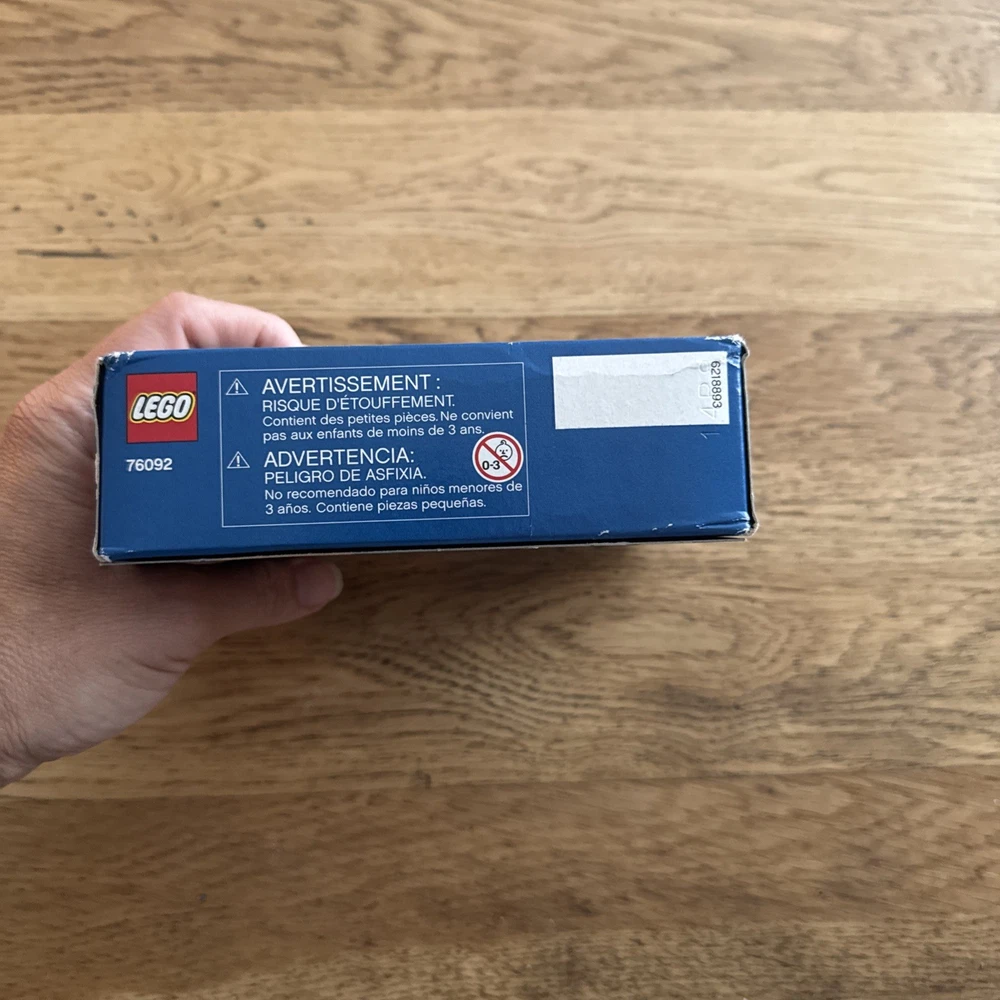 LEGO
76092
AVERTISSEMENT :
RISQUE D'ÉTOUFFEMENT.
Contient des petites pièces. Ne convient
pas aux enfants de moins de 3 ans.
ADVERTENCIA:
PELIGRO DE ASFIXIA.
No recomendado para niños menores de
3 años. Contiene piezas pequeñas.
0-3
6218893